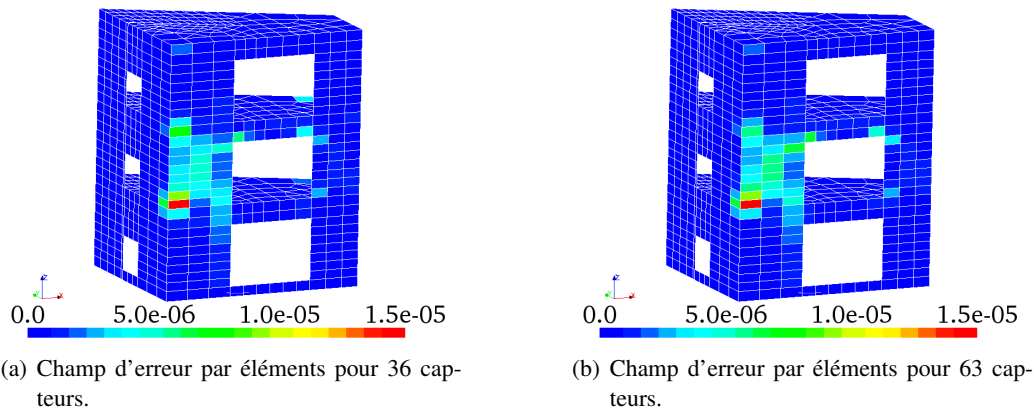 Z
Y
X
0.0 5.0e-06 1.0e-05 1.5e-05
(a) Champ d'erreur par éléments pour 36 cap-
teurs.
Z
Y
X
0.0 5.0e-06 1.0e-05 1.5e-05
(b) Champ d'erreur par éléments pour 63 cap-
teurs.